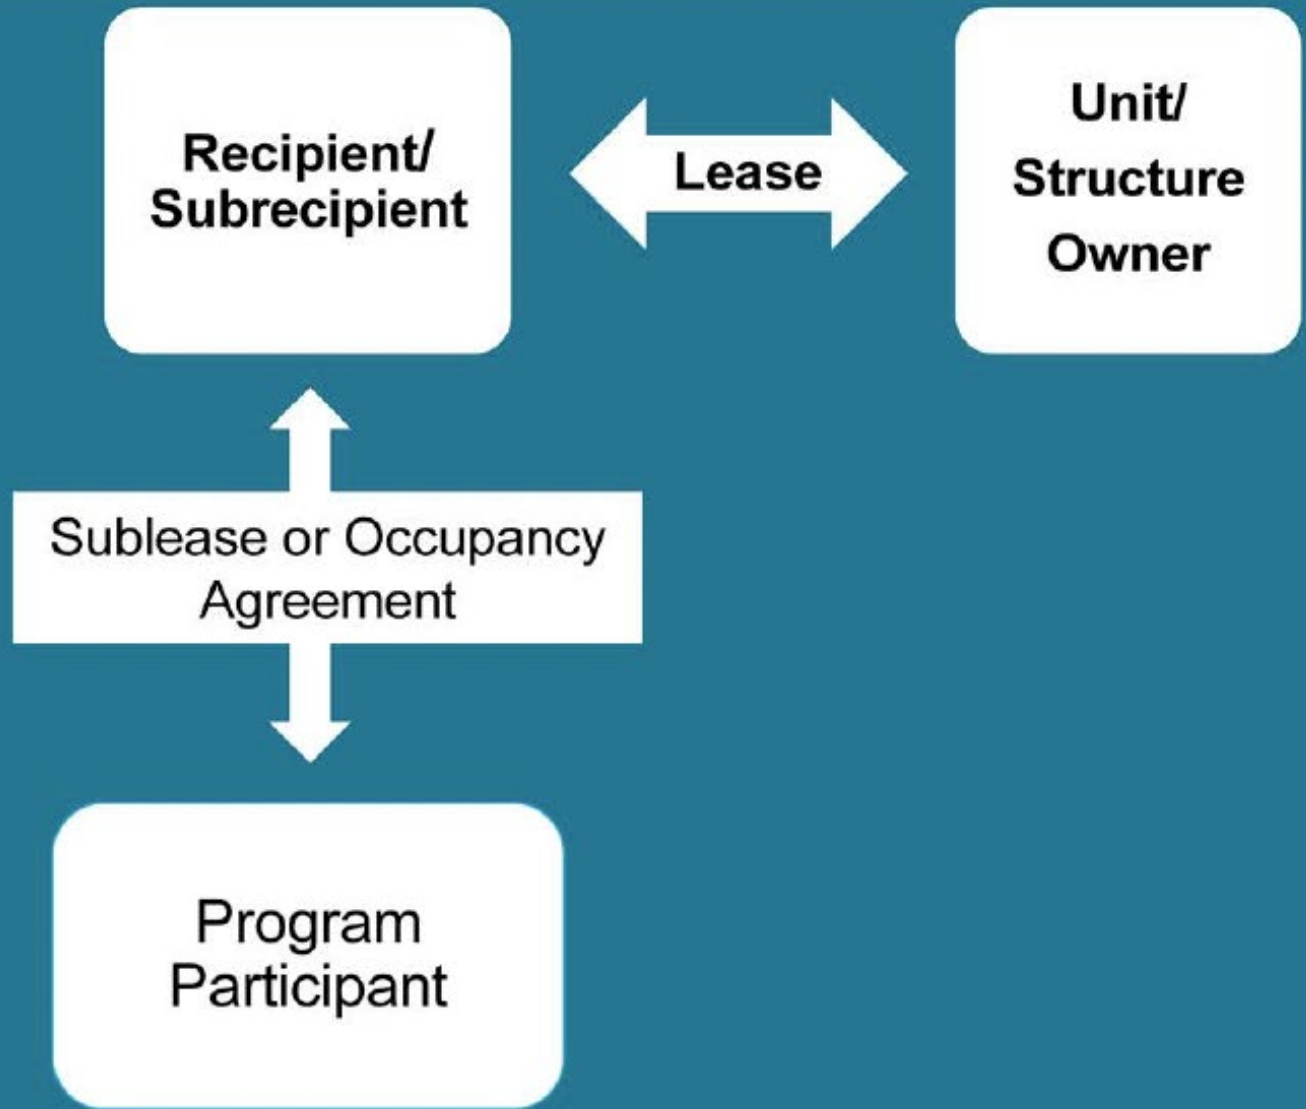 Recipient/
Subrecipient
Lease
Unit/
Structure
Owner
Sublease or Occupancy
Agreement
Program
Participant